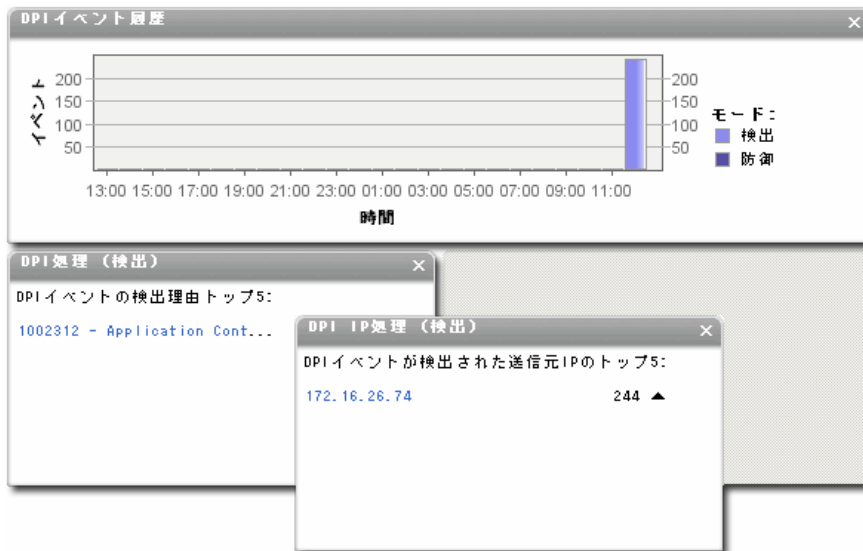 DPIイベント履歴 ×
イベント
200
150
100
50
200
150
100
50
モード:
検出
防御
13:00 15:00 17:00 19:00 21:00 23:00 01:00 03:00 05:00 07:00 09:00 11:00
時間
DPI処理 (検出) ×
DPIイベントの検出理由トップ5:
1002312 - Application Cont...
DPI IP処理 (検出) ×
DPIイベントが検出された送信元IPのトップ5:
172.16.26.74 244 ▲